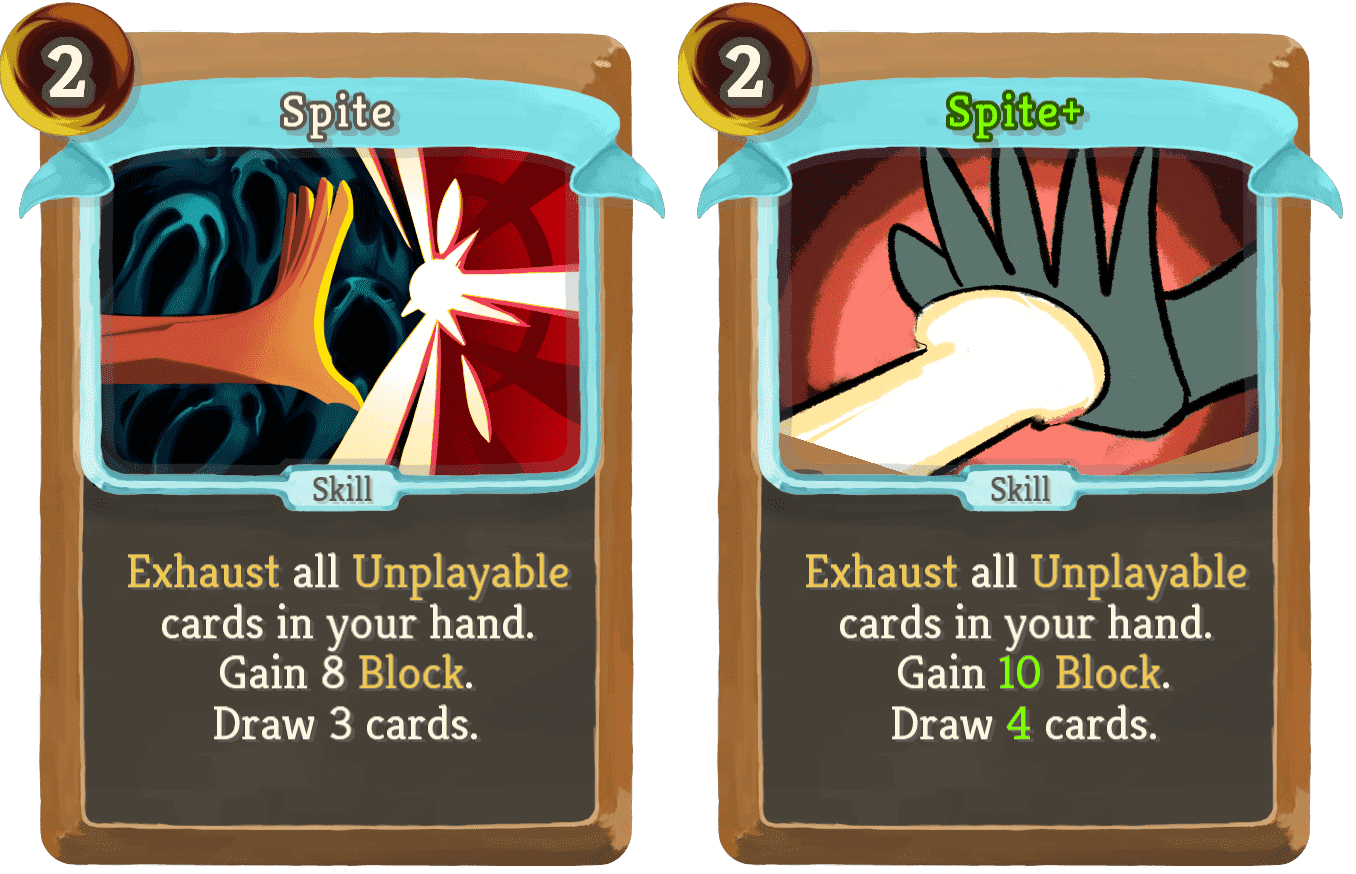 2
Spite
Skill
Exhaust all Unplayable
cards in your hand.
Gain 8 Block.
Draw 3 cards.
2
Spite+
Skill
Exhaust all Unplayable
cards in your hand.
Gain 10 Block.
Draw 4 cards.